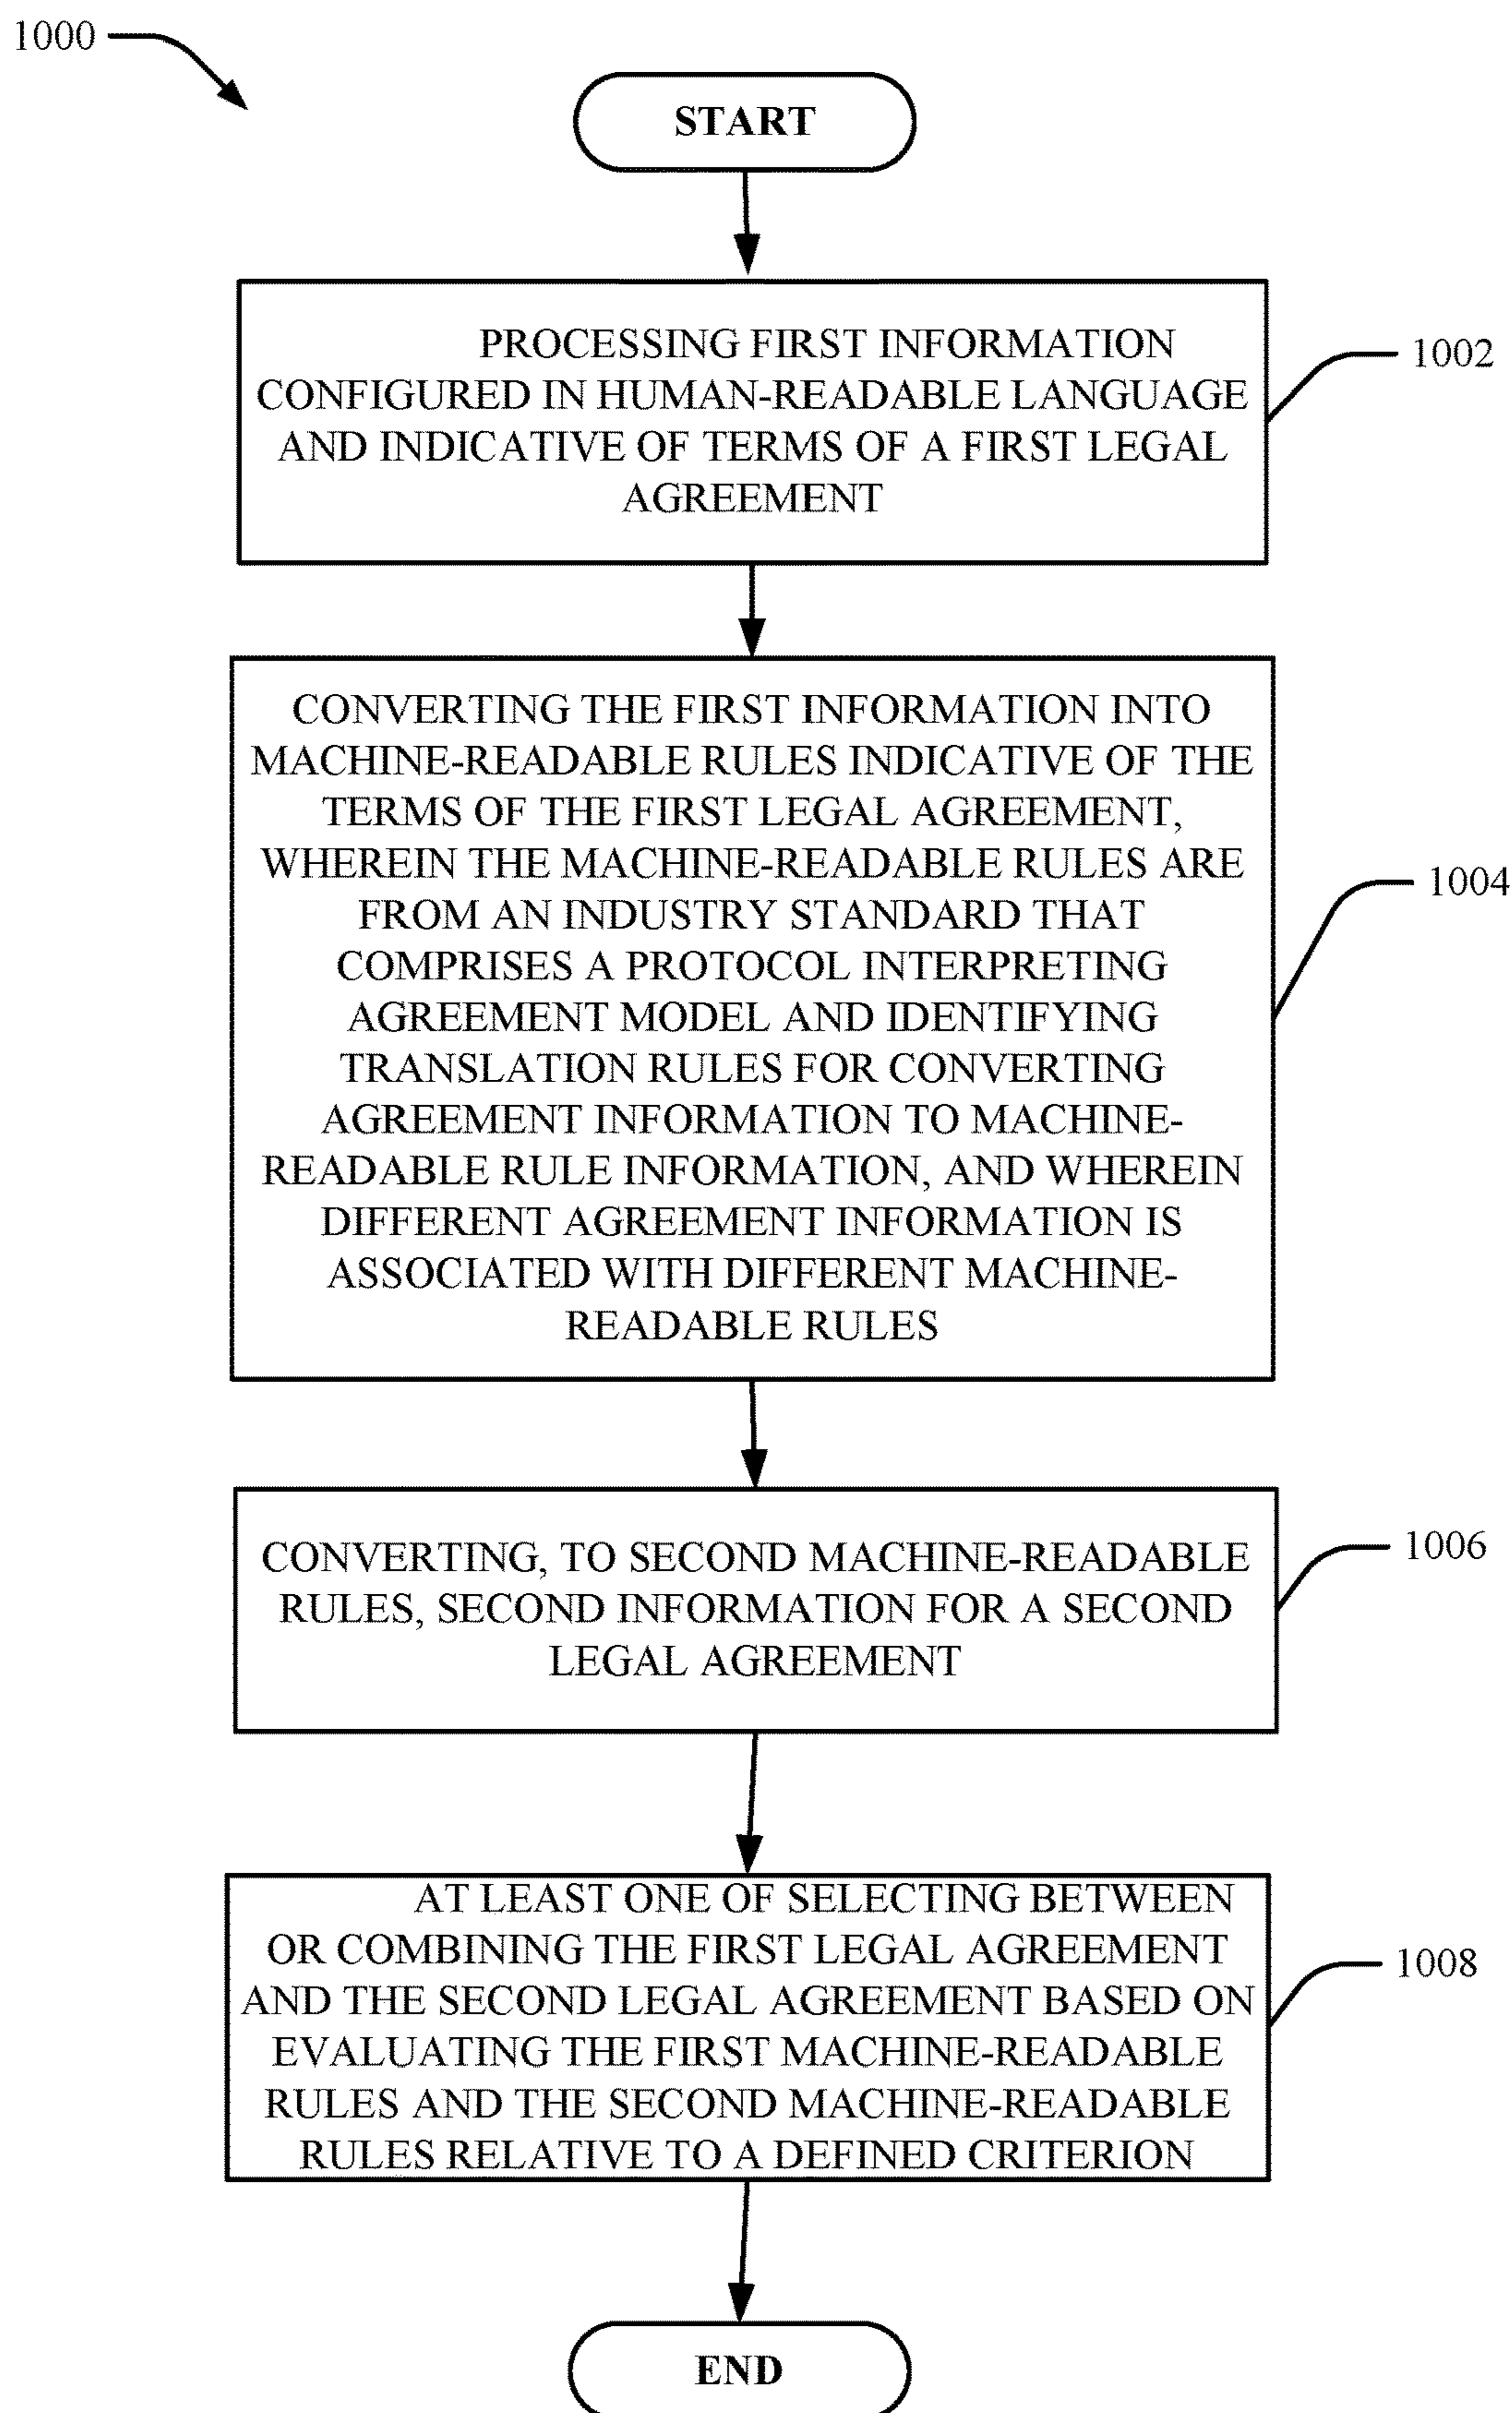 1000
START
PROCESSING FIRST INFORMATION
CONFIGURED IN HUMAN-READABLE LANGUAGE
AND INDICATIVE OF TERMS OF A FIRST LEGAL
AGREEMENT
1002
CONVERTING THE FIRST INFORMATION INTO
MACHINE-READABLE RULES INDICATIVE OF THE
TERMS OF THE FIRST LEGAL AGREEMENT,
WHEREIN THE MACHINE-READABLE RULES ARE
FROM AN INDUSTRY STANDARD THAT
COMPRISES A PROTOCOL INTERPRETING
AGREEMENT MODEL AND IDENTIFYING
TRANSLATION RULES FOR CONVERTING
AGREEMENT INFORMATION TO MACHINE-
READABLE RULE INFORMATION, AND WHEREIN
DIFFERENT AGREEMENT INFORMATION IS
ASSOCIATED WITH DIFFERENT MACHINE-
READABLE RULES
1004
CONVERTING, TO SECOND MACHINE-READABLE
RULES, SECOND INFORMATION FOR A SECOND
LEGAL AGREEMENT
1006
AT LEAST ONE OF SELECTING BETWEEN
OR COMBINING THE FIRST LEGAL AGREEMENT
AND THE SECOND LEGAL AGREEMENT BASED ON
EVALUATING THE FIRST MACHINE-READABLE
RULES AND THE SECOND MACHINE-READABLE
RULES RELATIVE TO A DEFINED CRITERION
1008
END